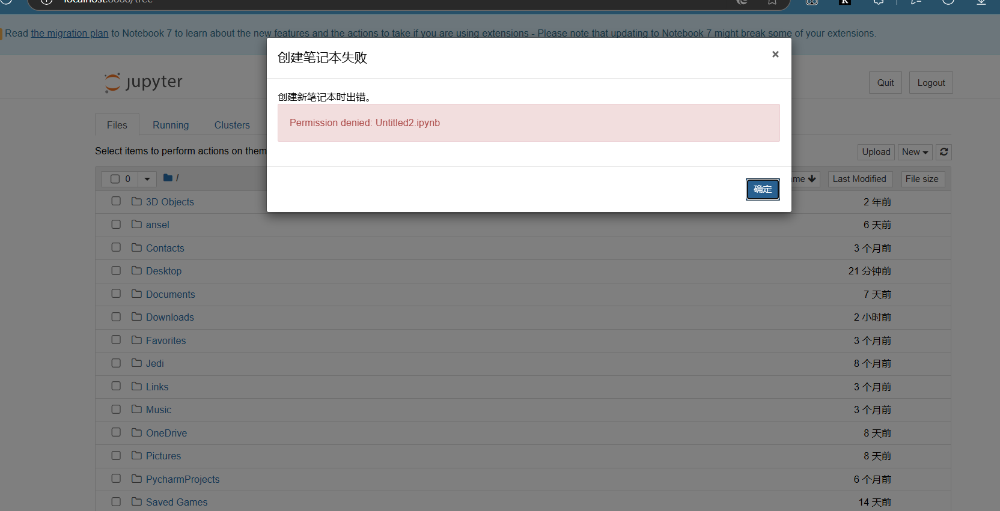 localhost:8888/tree
Read the migration plan to Notebook 7 to learn about the new features and the actions to take if you are using extensions - Please note that updating to Notebook 7 might break some of your extensions.
创建笔记本失败
×
jupyter
Quit
Logout
创建新笔记本时出错。
Permission denied: Untitled2.ipynb
Files
Running
Clusters
Select items to perform actions on them
Upload
New
0
/
me
Last Modified
File size
确定
3D Objects
2 年前
ansel
6 天前
Contacts
3 个月前
Desktop
21 分钟前
Documents
7 天前
Downloads
2 小时前
Favorites
3 个月前
Jedi
8 个月前
Links
3 个月前
Music
3 个月前
OneDrive
8 天前
Pictures
8 天前
PycharmProjects
6 个月前
Saved Games
14 天前